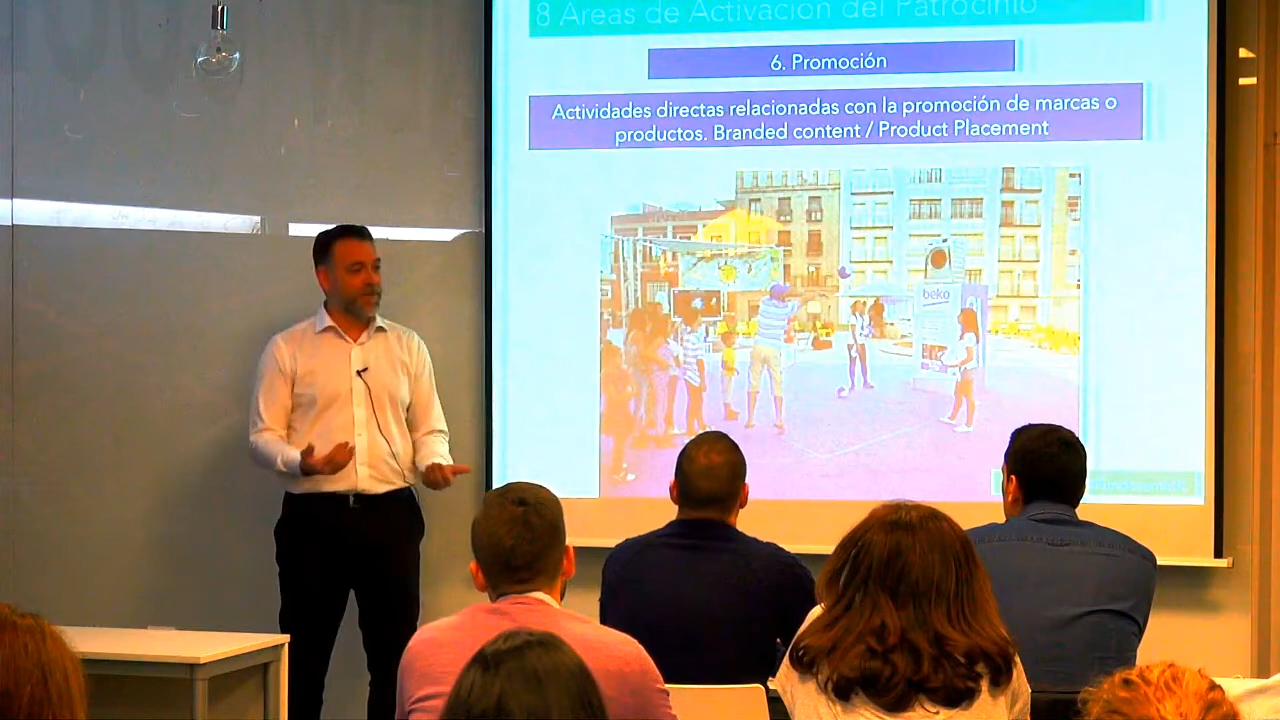 8 Áreas de Activación del Patrocinio
6. Promoción
Actividades directas relacionadas con la promoción de marcas o
productos. Branded content / Product Placement
beko